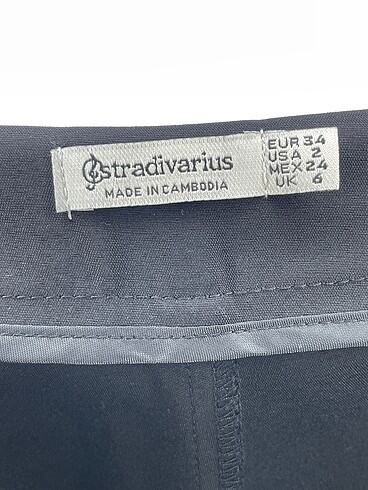 stradivarius
MADE IN CAMBODIA
EUR 34
USA 2
MEX 24
UK 6